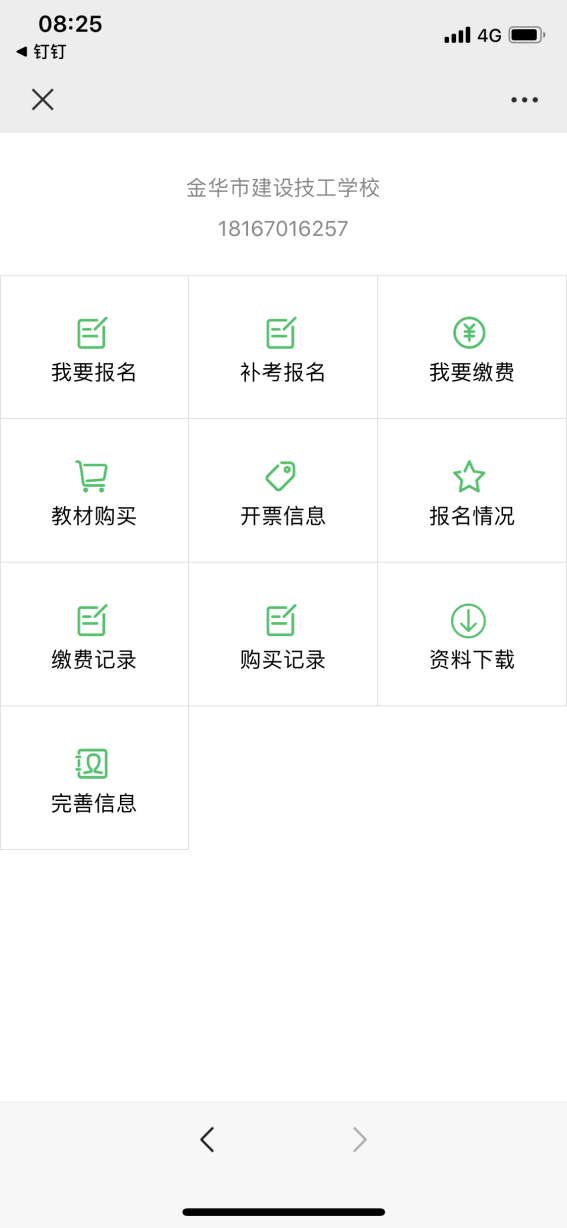 08:25
4G
◀ 钉钉
金华市建设技工学校
18167016257
我要报名
补考报名
我要缴费
教材购买
开票信息
报名情况
缴费记录
购买记录
资料下载
完善信息